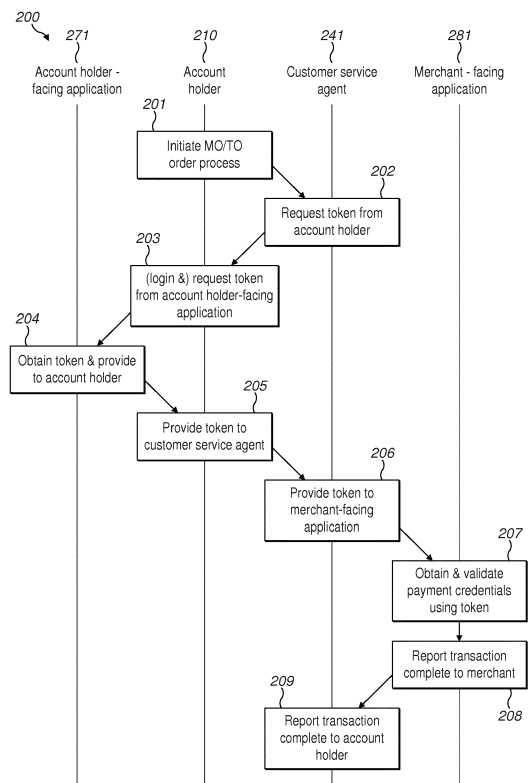 200
271
210
241
281
Account holder -
facing application
Account
holder
Customer service
agent
Merchant - facing
application
201
Initiate MO/TO
order process
202
Request token from
account holder
203
(login &) request token
from account holder-facing
application
204
Obtain token & provide
to account holder
205
Provide token to
customer service agent
206
Provide token to
merchant-facing
application
207
Obtain & validate
payment credentials
using token
Report transaction
complete to merchant
208
209
Report transaction
complete to account
holder